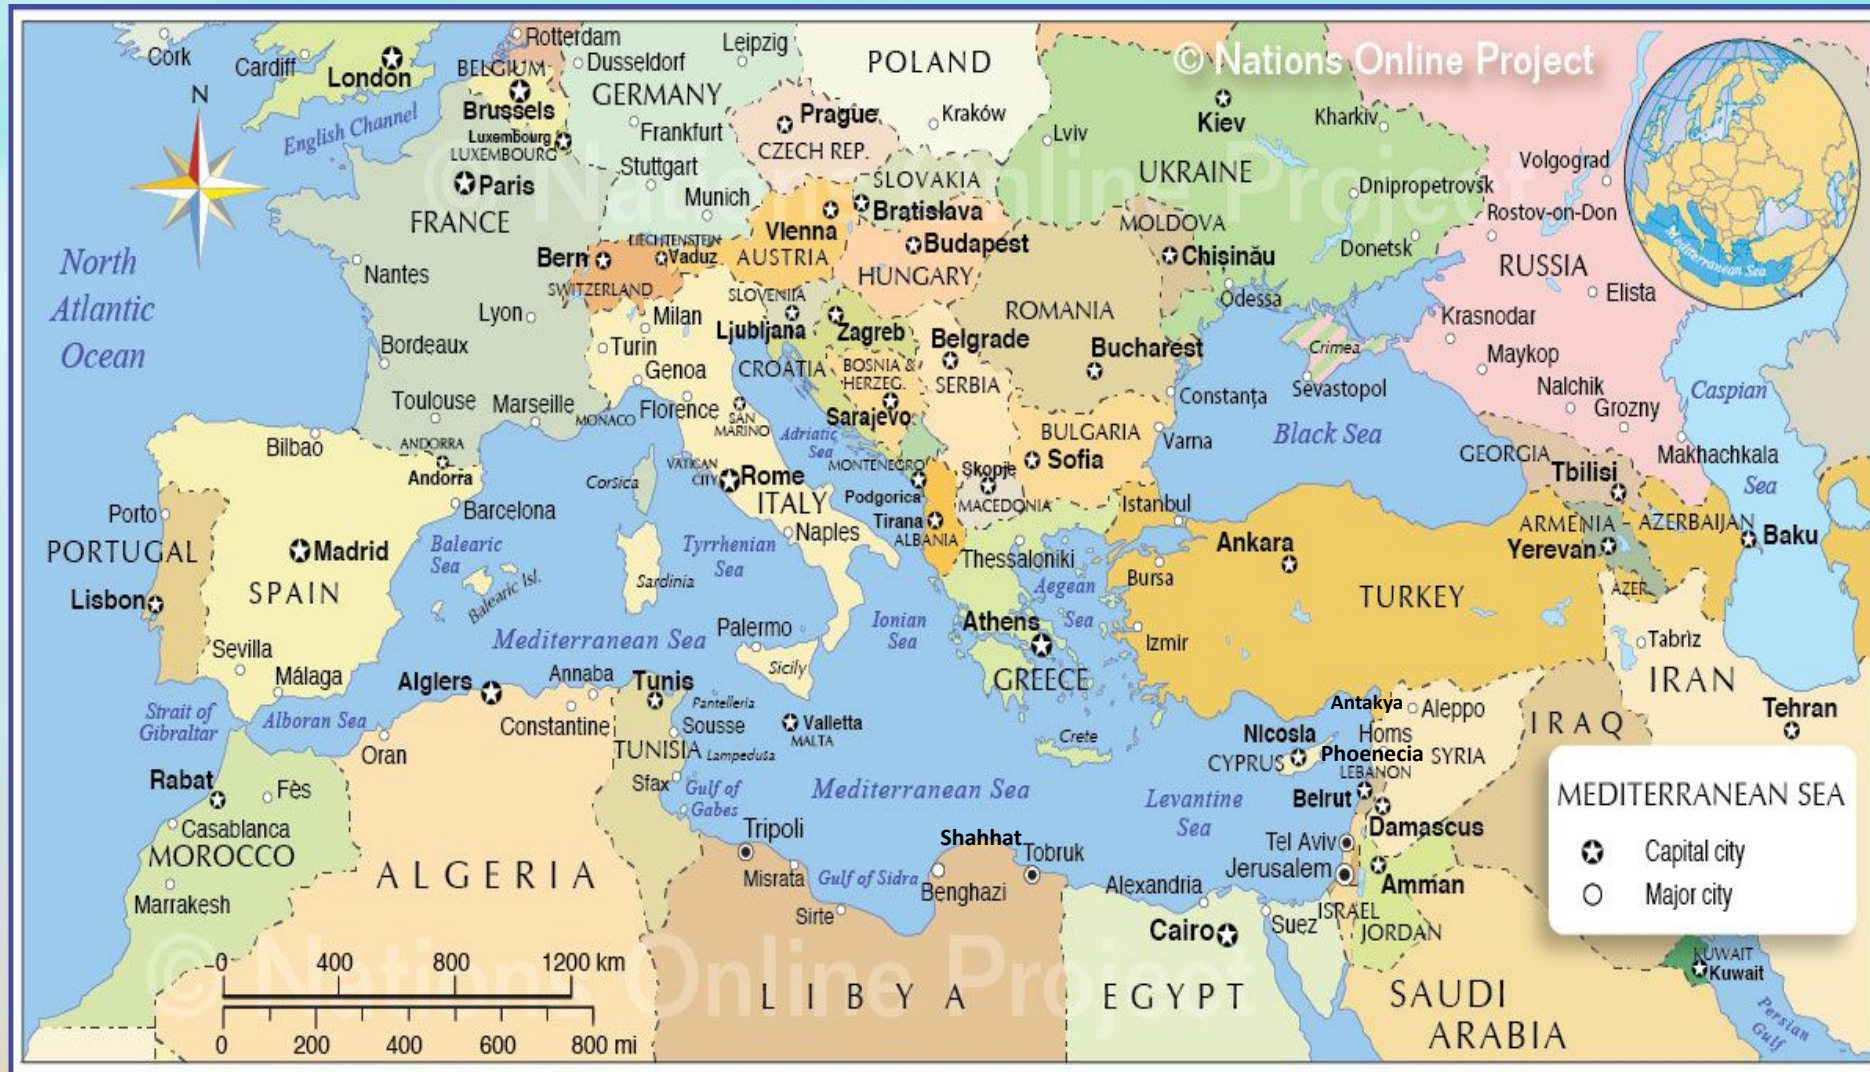 © Nations Online Project
Cork
Cardiff
London
Rotterdam
Dusseldorf
Leipzig
POLAND
BELGIUM
Brussels
GERMANY
Luxembourg
LUXEMBOURG
Frankfurt
Prague
CZECH REP.
Kraków
Lviv
Kiev
Kharkiv
UKRAINE
Volgograd
N
English Channel
© Nations Online Project
Paris
FRANCE
Stuttgart
Munich
SLOVAKIA
Bratislava
Vienna
AUSTRIA
Budapest
HUNGARY
MOLDOVA
Chisinău
Dnipropetrovsk
Rostov-on-Don
Donetsk
RUSSIA
Elista
Mediterranean Sea
North
Atlantic
Ocean
Nantes
Bern
LIECHTENSTEIN
Vaduz
SWITZERLAND
Lyon
Milan
Turin
Genoa
SLOVENIIA
Ljubljana
Zagreb
CROATIA
BOSNIA &
HERZEG.
Sarajevo
Belgrade
SERBIA
ROMANIA
Bucharest
Odessa
Crimea
Sevastopol
Krasnodar
Maykop
Nalchik
Grozny
Caspian
Sea
Bordeaux
Toulouse
Marseille
MONACO
Florence
SAN
MARINO
Adriatic
Sea
Constanţa
BULGARIA
Sofia
Varna
Black Sea
GEORGIA
Tbilisi
Makhachkala
Bilbao
ANDORRA
Andorra
Corsica
VATICAN
CITY
Rome
ITALY
Naples
MONTENEGRO
Podgorica
Tirana
ALBANIA
Skopje
MACEDONIA
Istanbul
Ankara
ARMENIA
Yerevan
AZERBAIJAN
Baku
AZER.
Porto
PORTUGAL
Lisbon
Madrid
SPAIN
Barcelona
Balearic
Sea
Balearic Isl.
Sardinia
Tyrrhenian
Sea
Thessaloniki
Aegean
Sea
Bursa
TURKEY
Tabriz
IRAN
Tehran
Sevilla
Málaga
Mediterranean Sea
Palermo
Sicily
Ionian
Sea
Athens
GREECE
Izmir
Strait of
Gibraltar
Alboran Sea
Algiers
Annaba
Constantine
Tunis
Pantelleria
Sousse
TUNISIA
Lampedusa
Valletta
MALTA
Crete
Nicosia
CYPRUS
Antakya
Aleppo
Homs
Phoenecia
SYRIA
LEBANON
IRAQ
Oran
Rabat
Fès
Casablanca
MOROCCO
Marrakesh
ALGERIA
Sfax
Gulf of
Gabes
Mediterranean Sea
Levantine
Sea
Beirut
Damascus
Tripoli
Misrata
Gulf of Sidra
Sirte
Shahhat
Benghazi
Tobruk
Alexandria
Cairo
Suez
Tel Aviv
Jerusalem
Amman
ISRAEL
JORDAN
MEDITERRANEAN SEA
Capital city
Major city
KUWAIT
Kuwait
Persian
Gulf
© Nations Online Project
LIBYA
EGYPT
SAUDI
ARABIA
0 400 800 1200 km
0 200 400 600 800 mi